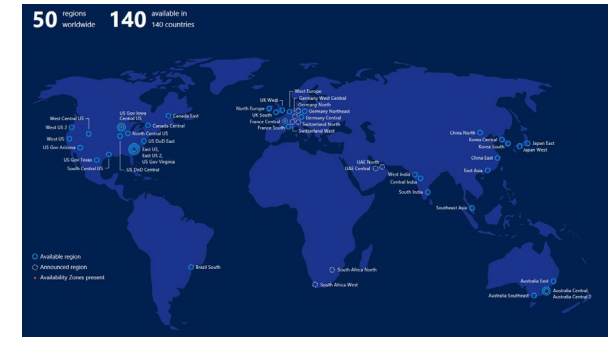 50 regions worldwide
140 available in 140 countries
West Central US
West US 2
West US
US Gov Arizona
US Gov Texas
South Central US
US Gov Iowa
Central US
Canada East
Canada Central
North Central US
US DoD East
East US,
East US 2,
US Gov Virginia
US DoD Central
UK West
North Europe
UK South
France Central
France South
West Europe
Germany West Central
Germany North
Germany Northeast
Germany Central
Switzerland North
Switzerland West
UAE North
UAE Central
West India
Central India
South India
China North
Korea Central
Korea South
Japan East
Japan West
China East
East Asia
Southeast Asia
Brazil South
South Africa North
South Africa West
Australia East
Australia Southeast
Australia Central,
Australia Central 2
Available region
Announced region
Availability Zones present